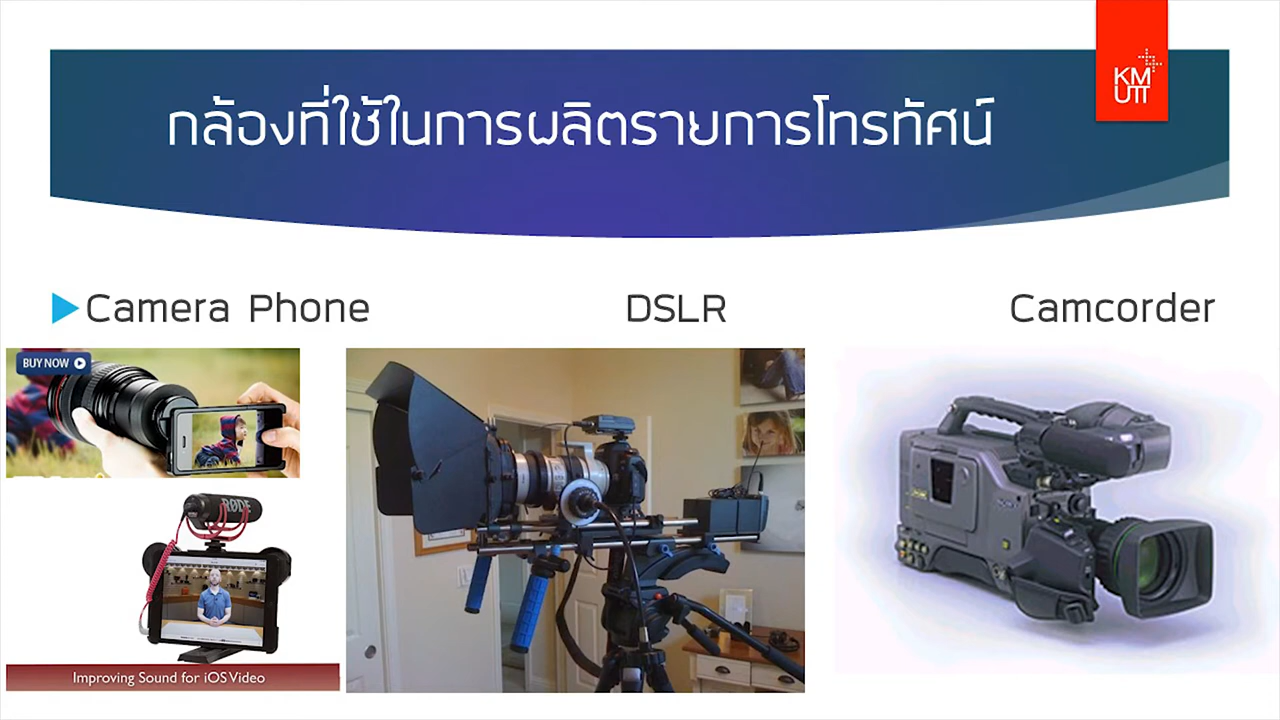 KM
UTT
กล้องที่ใช้ในการผลิตรายการโทรทัศน์
Camera Phone
DSLR
Camcorder
BUY NOW
RØDE
Improving Sound for iOS Video